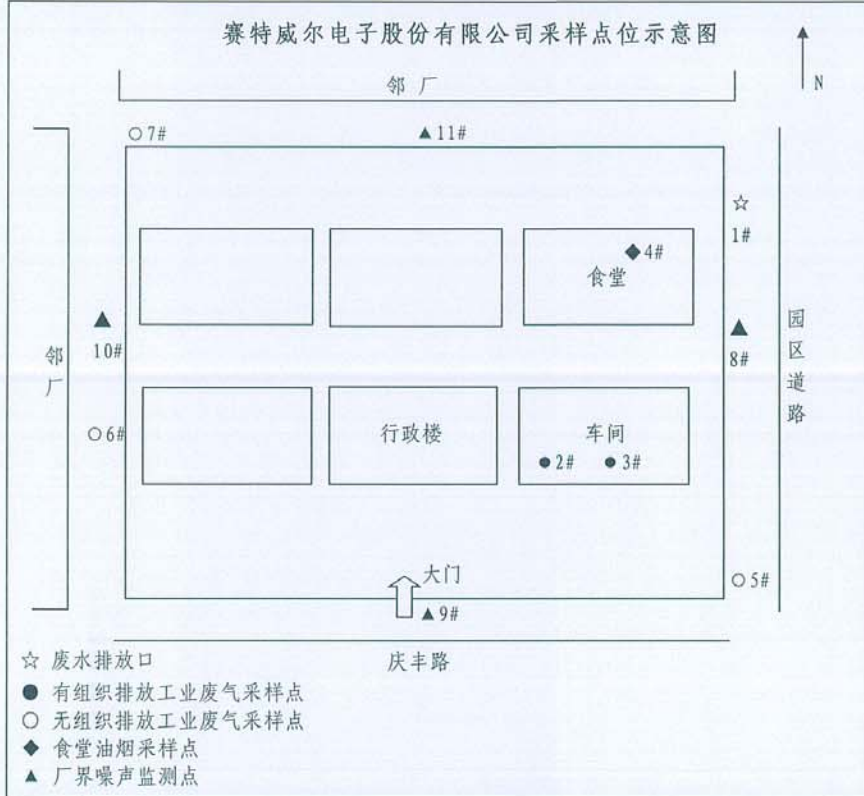 赛特威尔电子股份有限公司采样点位示意图
N
邻厂
○7#
▲11#
☆
1#
◆4#
食堂
▲
10#
▲
8#
邻厂
园区道路
○6#
行政楼
车间
●2# ●3#
大门
○5#
▲9#
庆丰路
☆ 废水排放口
● 有组织排放工业废气采样点
○ 无组织排放工业废气采样点
◆ 食堂油烟采样点
▲ 厂界噪声监测点